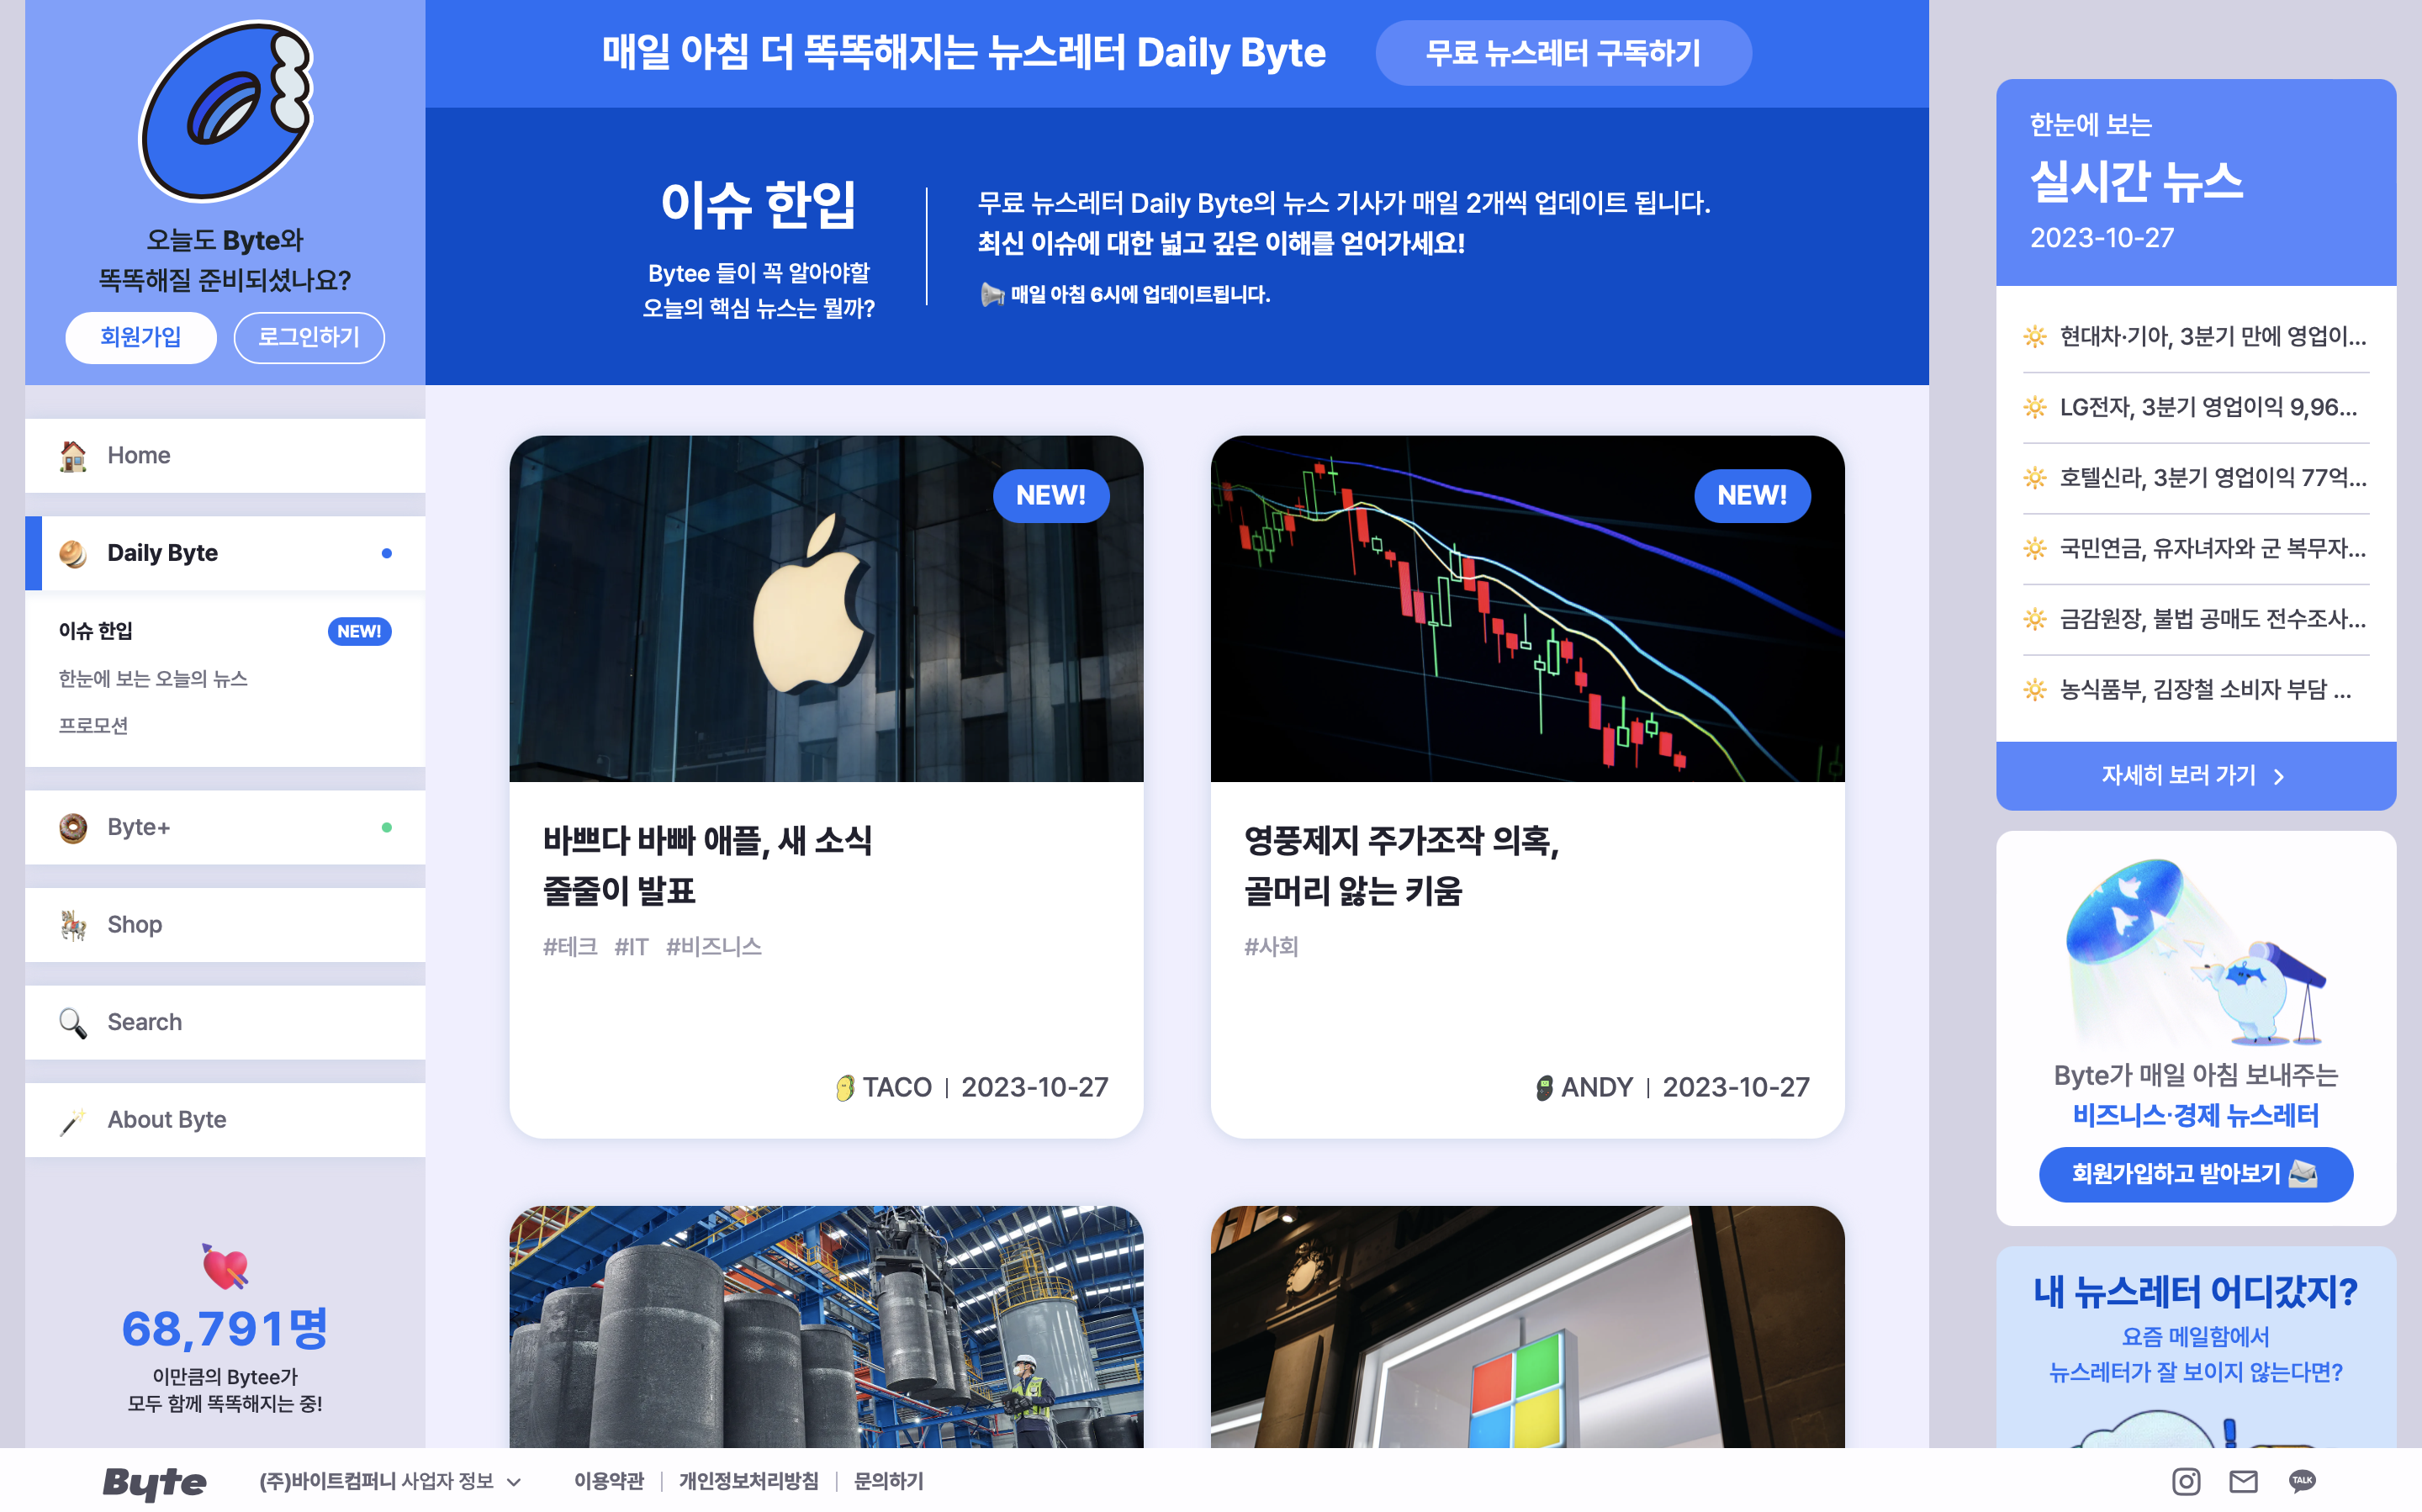 오늘도 Byte와
똑똑해질 준비되셨나요?
회원가입
로그인하기
Home
Daily Byte
이슈 한입
NEW!
한눈에 보는 오늘의 뉴스
프로모션
Byte+
Shop
Search
About Byte
68,791명
이만큼의 Bytee가
모두 함께 똑똑해지는 중!
매일 아침 더 똑똑해지는 뉴스레터 Daily Byte
무료 뉴스레터 구독하기
이슈 한입
Bytee 들이 꼭 알아야할
오늘의 핵심 뉴스는 뭘까?
무료 뉴스레터 Daily Byte의 뉴스 기사가 매일 2개씩 업데이트 됩니다.
최신 이슈에 대한 넓고 깊은 이해를 얻어가세요!
매일 아침 6시에 업데이트됩니다.
NEW!
바쁘다 바빠 애플, 새 소식
줄줄이 발표
#테크 #IT #비즈니스
TACO | 2023-10-27
NEW!
영풍제지 주가조작 의혹,
골머리 앓는 키움
#사회
ANDY | 2023-10-27
한눈에 보는
실시간 뉴스
2023-10-27
현대차·기아, 3분기 만에 영업이...
LG전자, 3분기 영업이익 9,96...
호텔신라, 3분기 영업이익 77억...
국민연금, 유자녀자와 군 복무자...
금감원장, 불법 공매도 전수조사...
농식품부, 김장철 소비자 부담 ...
자세히 보러 가기
Byte가 매일 아침 보내주는
비즈니스·경제 뉴스레터
회원가입하고 받아보기
내 뉴스레터 어디갔지?
요즘 메일함에서
뉴스레터가 잘 보이지 않는다면?
Byte
(주)바이트컴퍼니 사업자 정보
이용약관 | 개인정보처리방침 | 문의하기
TALK